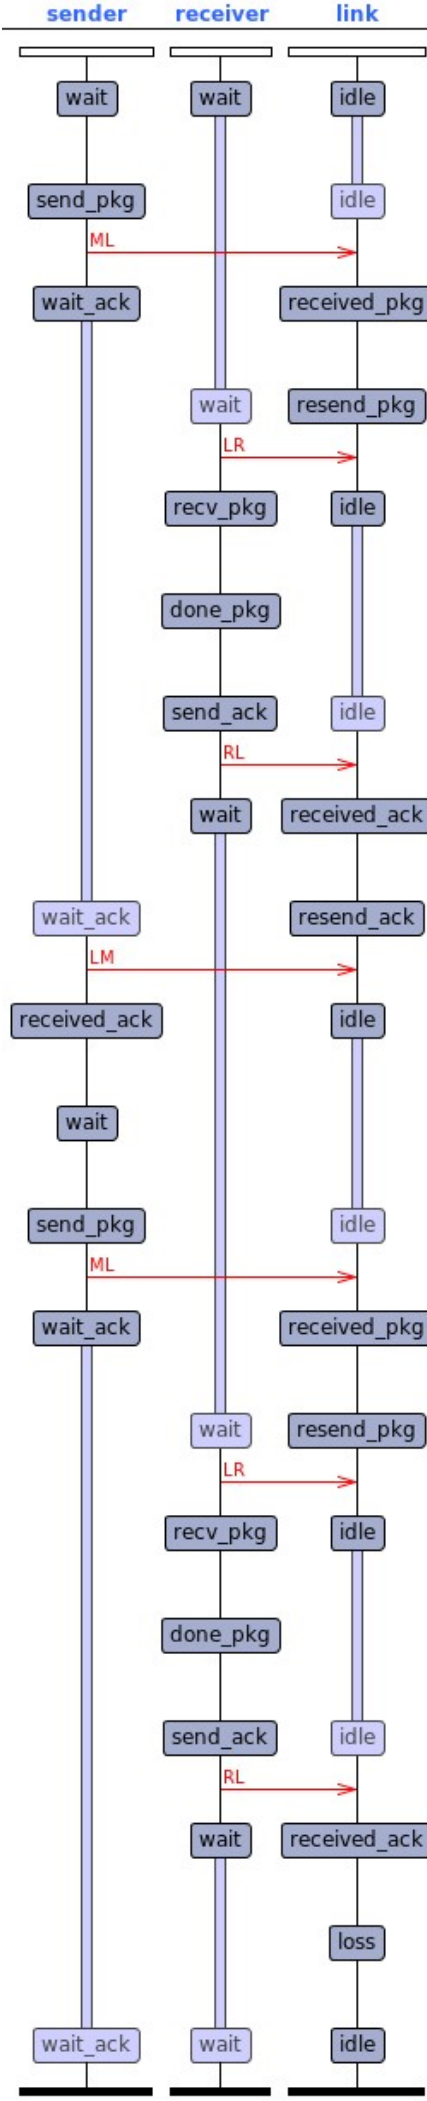 sender receiver link
wait wait idle
send_pkg idle
ML
wait_ack received_pkg
wait resend_pkg
LR
recv_pkg idle
done_pkg
send_ack idle
RL
wait received_ack
wait_ack resend_ack
LM
received_ack idle
wait
send_pkg idle
ML
wait_ack received_pkg
wait resend_pkg
LR
recv_pkg idle
done_pkg
send_ack idle
RL
wait received_ack
loss
wait_ack wait idle